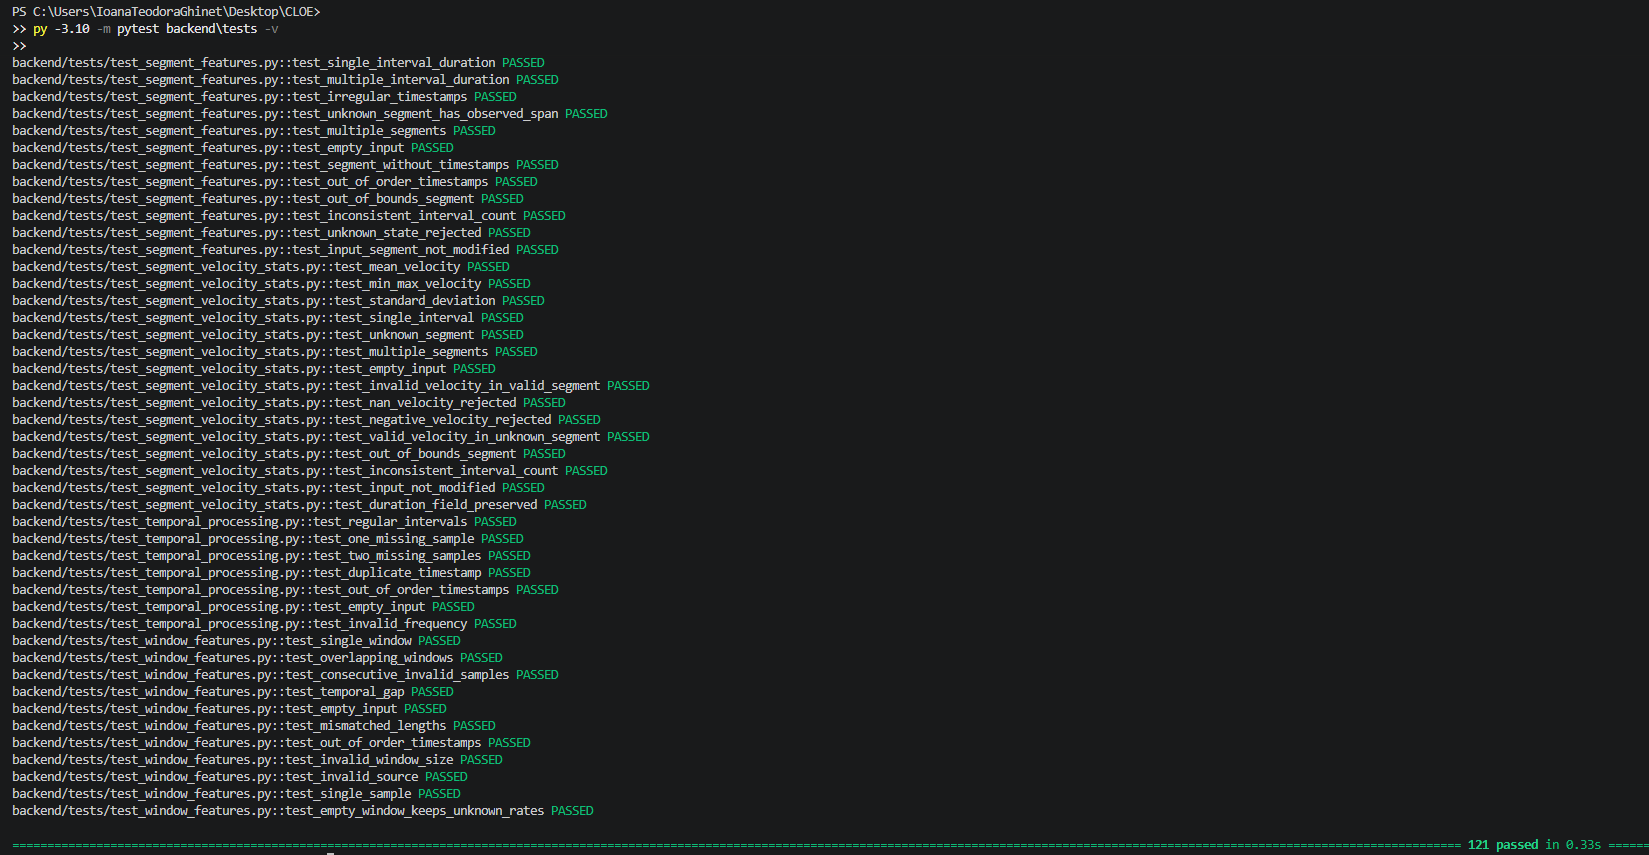 PS C:\Users\IoanaTeodoraGhinet\Desktop\CLOE>
>> py -3.10 -m pytest backend\tests -v
>>
backend/tests/test_segment_features.py::test_single_interval_duration PASSED
backend/tests/test_segment_features.py::test_multiple_interval_duration PASSED
backend/tests/test_segment_features.py::test_irregular_timestamps PASSED
backend/tests/test_segment_features.py::test_unknown_segment_has_observed_span PASSED
backend/tests/test_segment_features.py::test_multiple_segments PASSED
backend/tests/test_segment_features.py::test_empty_input PASSED
backend/tests/test_segment_features.py::test_segment_without_timestamps PASSED
backend/tests/test_segment_features.py::test_out_of_order_timestamps PASSED
backend/tests/test_segment_features.py::test_out_of_bounds_segment PASSED
backend/tests/test_segment_features.py::test_inconsistent_interval_count PASSED
backend/tests/test_segment_features.py::test_unknown_state_rejected PASSED
backend/tests/test_segment_features.py::test_input_segment_not_modified PASSED
backend/tests/test_segment_velocity_stats.py::test_mean_velocity PASSED
backend/tests/test_segment_velocity_stats.py::test_min_max_velocity PASSED
backend/tests/test_segment_velocity_stats.py::test_standard_deviation PASSED
backend/tests/test_segment_velocity_stats.py::test_single_interval PASSED
backend/tests/test_segment_velocity_stats.py::test_unknown_segment PASSED
backend/tests/test_segment_velocity_stats.py::test_multiple_segments PASSED
backend/tests/test_segment_velocity_stats.py::test_empty_input PASSED
backend/tests/test_segment_velocity_stats.py::test_invalid_velocity_in_valid_segment PASSED
backend/tests/test_segment_velocity_stats.py::test_nan_velocity_rejected PASSED
backend/tests/test_segment_velocity_stats.py::test_negative_velocity_rejected PASSED
backend/tests/test_segment_velocity_stats.py::test_valid_velocity_in_unknown_segment PASSED
backend/tests/test_segment_velocity_stats.py::test_out_of_bounds_segment PASSED
backend/tests/test_segment_velocity_stats.py::test_inconsistent_interval_count PASSED
backend/tests/test_segment_velocity_stats.py::test_input_not_modified PASSED
backend/tests/test_segment_velocity_stats.py::test_duration_field_preserved PASSED
backend/tests/test_temporal_processing.py::test_regular_intervals PASSED
backend/tests/test_temporal_processing.py::test_one_missing_sample PASSED
backend/tests/test_temporal_processing.py::test_two_missing_samples PASSED
backend/tests/test_temporal_processing.py::test_duplicate_timestamp PASSED
backend/tests/test_temporal_processing.py::test_out_of_order_timestamps PASSED
backend/tests/test_temporal_processing.py::test_empty_input PASSED
backend/tests/test_temporal_processing.py::test_invalid_frequency PASSED
backend/tests/test_window_features.py::test_single_window PASSED
backend/tests/test_window_features.py::test_overlapping_windows PASSED
backend/tests/test_window_features.py::test_consecutive_invalid_samples PASSED
backend/tests/test_window_features.py::test_temporal_gap PASSED
backend/tests/test_window_features.py::test_empty_input PASSED
backend/tests/test_window_features.py::test_mismatched_lengths PASSED
backend/tests/test_window_features.py::test_out_of_order_timestamps PASSED
backend/tests/test_window_features.py::test_invalid_window_size PASSED
backend/tests/test_window_features.py::test_invalid_source PASSED
backend/tests/test_window_features.py::test_single_sample PASSED
backend/tests/test_window_features.py::test_empty_window_keeps_unknown_rates PASSED
121 passed in 0.33s